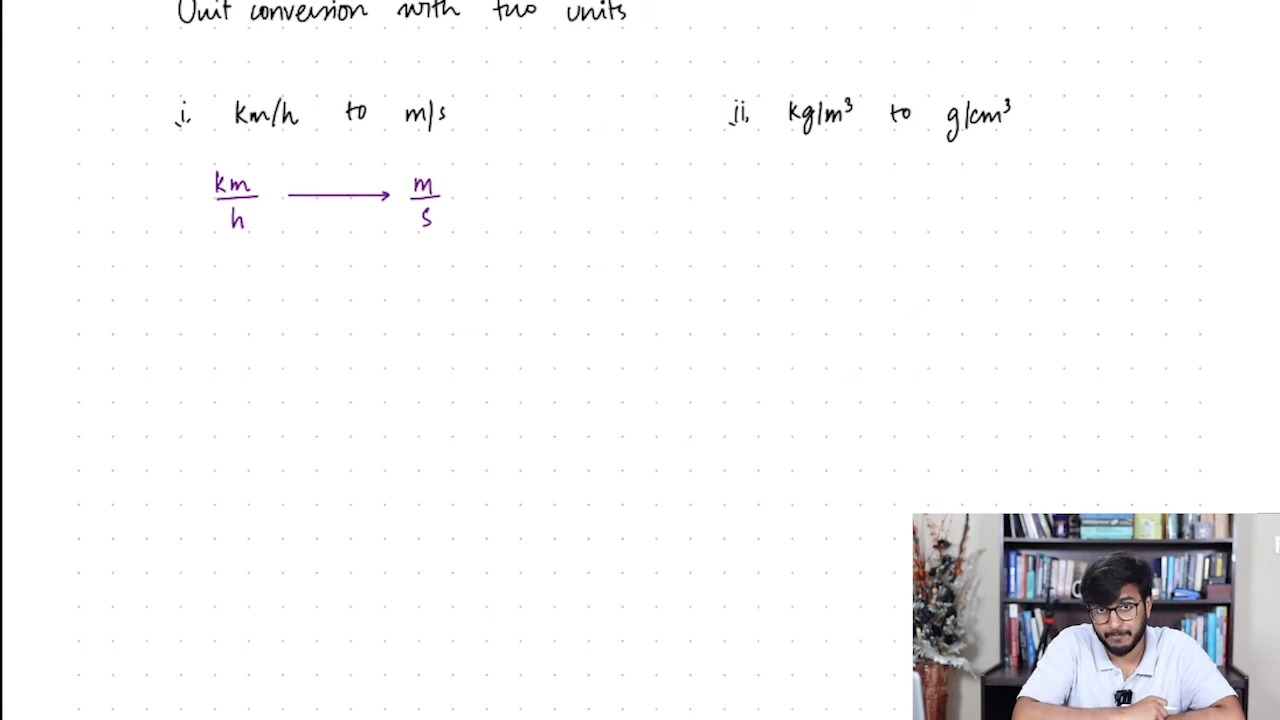 Unit conversion with two units
i. km/h to m/s
ii. kg/m³ to g/cm³
km/h → m/s